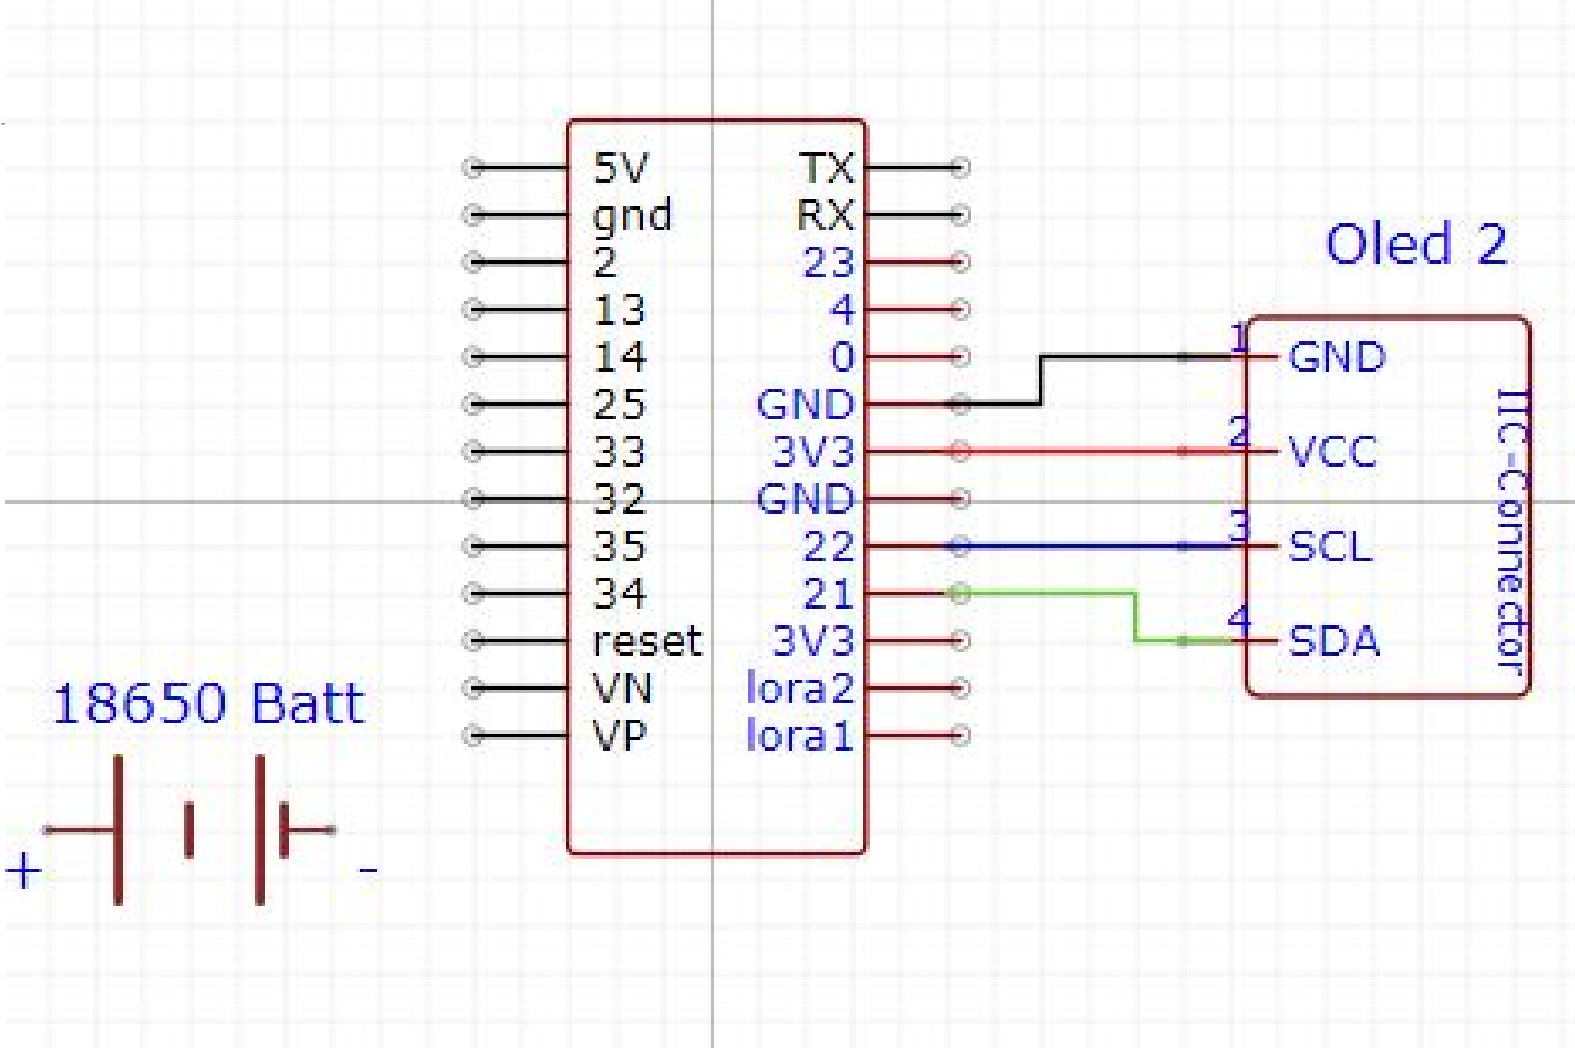 5V
gnd
2
13
14
25
33
32
35
34
reset
VN
VP
TX
RX
23
4
0
GND
3V3
GND
22
21
3V3
lora2
lora1
Oled 2
1 GND
2 VCC
3 SCL
4 SDA
IIC-Connector
18650 Batt
+ -